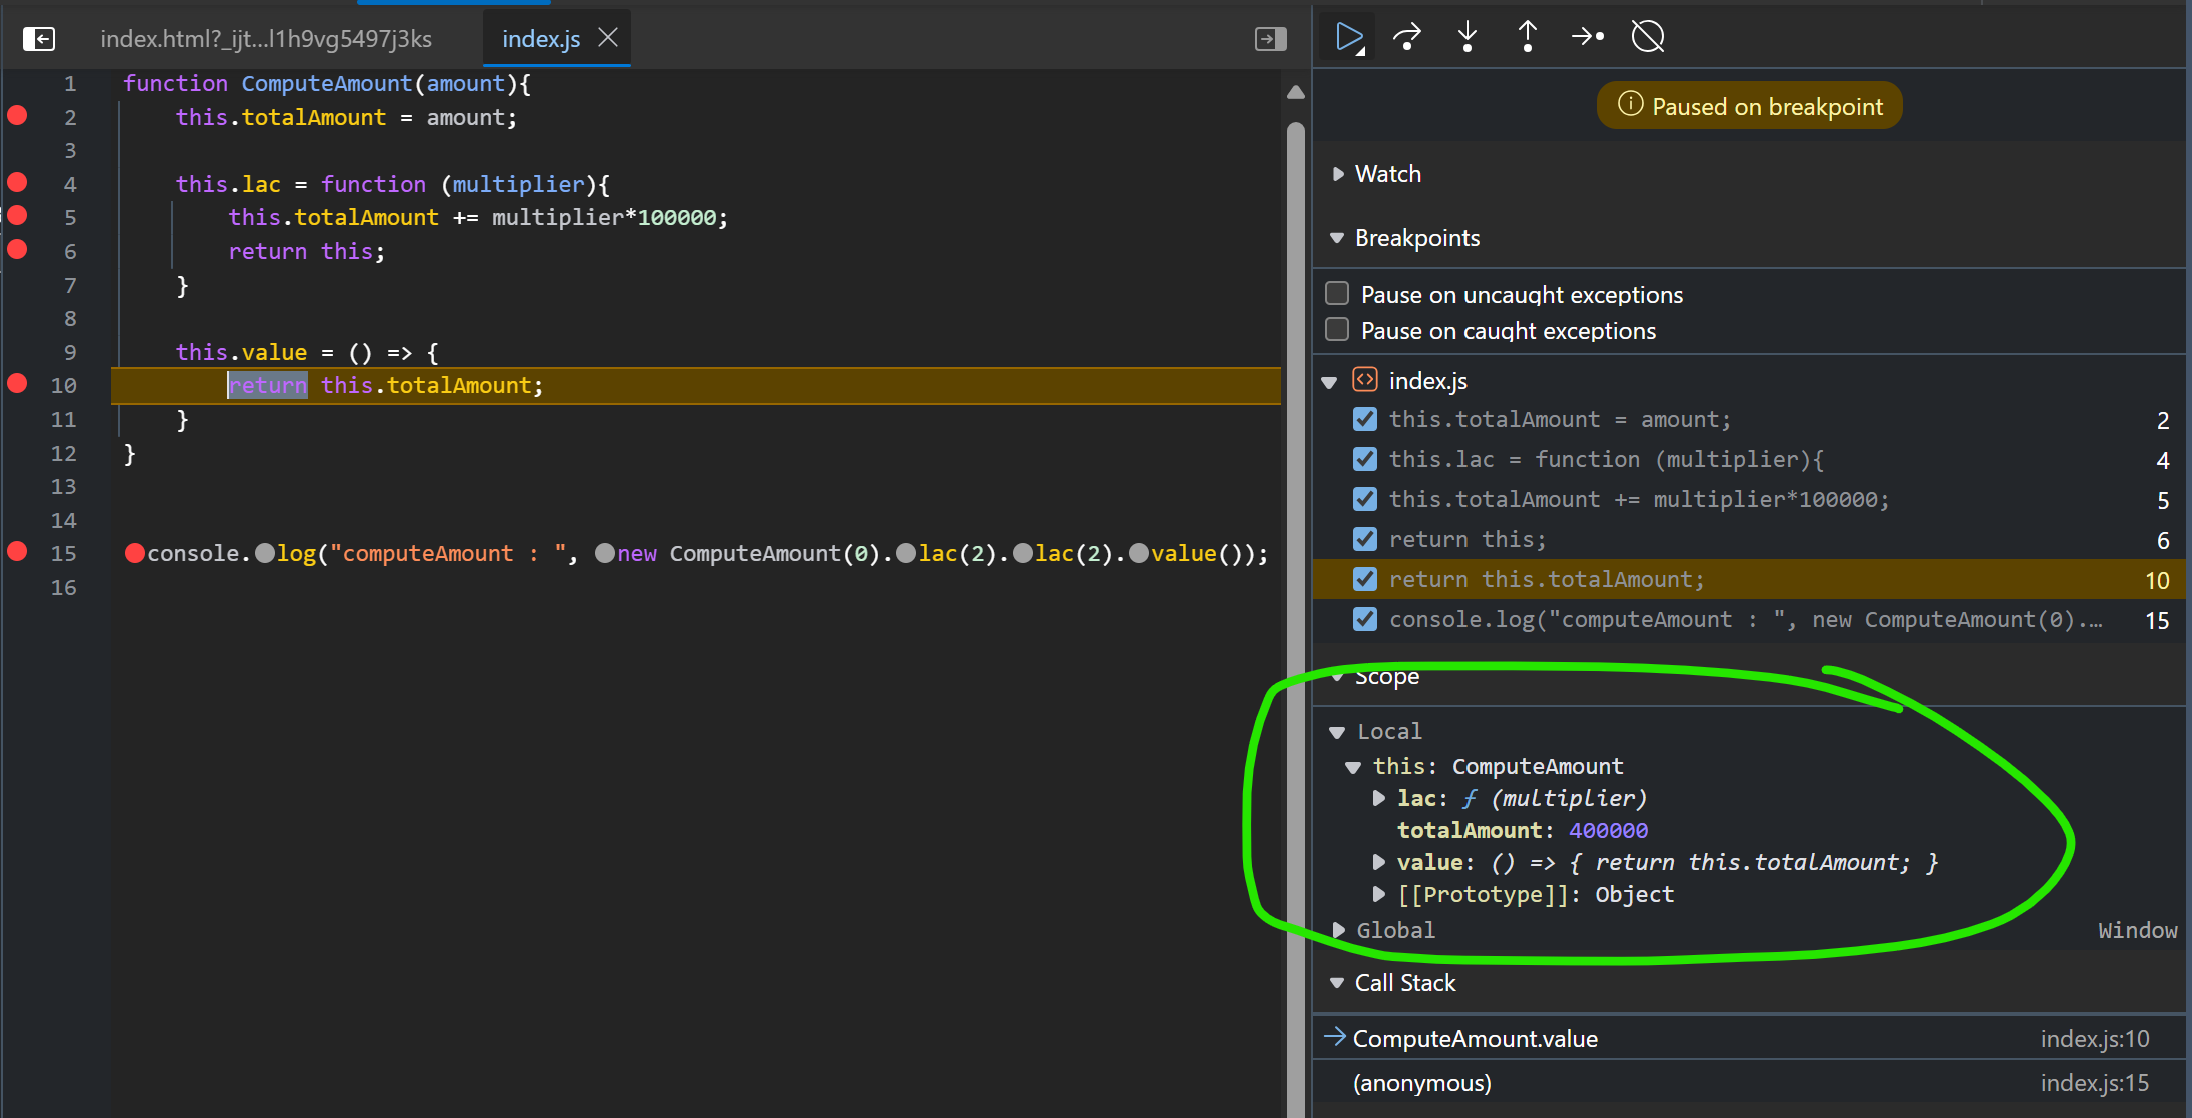 index.html?_ijt...l1h9vg5497j3ks
index.js
1 function ComputeAmount(amount){
2 this.totalAmount = amount;
3
4 this.lac = function (multiplier){
5 this.totalAmount += multiplier*100000;
6 return this;
7 }
8
9 this.value = () => {
10 return this.totalAmount;
11 }
12 }
13
14
15 console.log("computeAmount : ", new ComputeAmount(0).lac(2).lac(2).value());
16
Paused on breakpoint
Watch
Breakpoints
Pause on uncaught exceptions
Pause on caught exceptions
index.js
this.totalAmount = amount; 2
this.lac = function (multiplier){ 4
this.totalAmount += multiplier*100000; 5
return this; 6
return this.totalAmount; 10
console.log("computeAmount : ", new ComputeAmount(0).… 15
Scope
Local
this: ComputeAmount
lac: ƒ (multiplier)
totalAmount: 400000
value: () => { return this.totalAmount; }
[[Prototype]]: Object
Global Window
Call Stack
ComputeAmount.value index.js:10
(anonymous) index.js:15